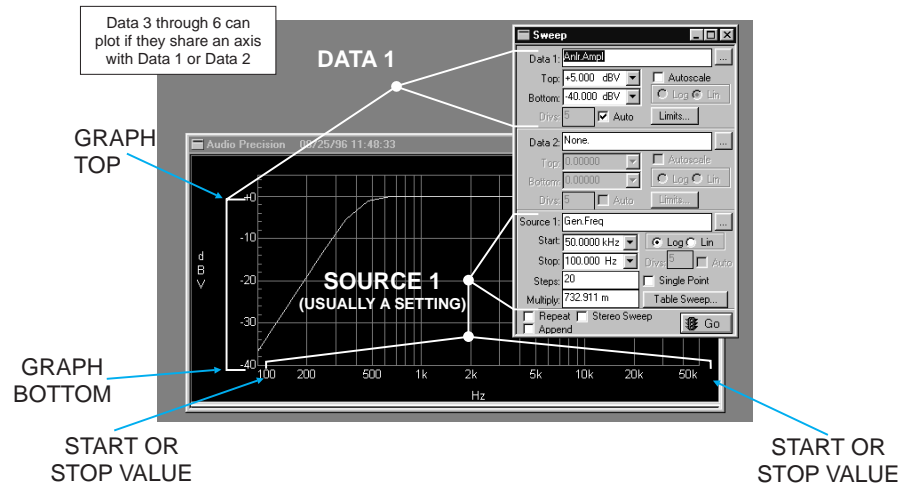 Data 3 through 6 can
plot if they share an axis
with Data 1 or Data 2
DATA 1
GRAPH
TOP
GRAPH
BOTTOM
START OR
STOP VALUE
START OR
STOP VALUE
SOURCE 1
(USUALLY A SETTING)
Audio Precision 09/25/96 11:48:33
dBV
+0
-10
-20
-30
-40
100 200 500 1k 2k 5k 10k 20k 50k
Hz
Sweep
Data 1: Anlr.Ampl ...
Top: +5.000 dBV Autoscale
Bottom: -40.000 dBV Log Lin
Divs: 5 Auto Limits...
Data 2: None. ...
Top: 0.00000 Autoscale
Bottom: 0.00000 Log Lin
Divs: 5 Auto Limits...
Source 1: Gen.Freq ...
Start: 50.0000 kHz Log Lin
Stop: 100.000 Hz Divs: 5 Auto
Steps: 20 Single Point
Multiply: 732.911 m Table Sweep...
Repeat Stereo Sweep
Append Go